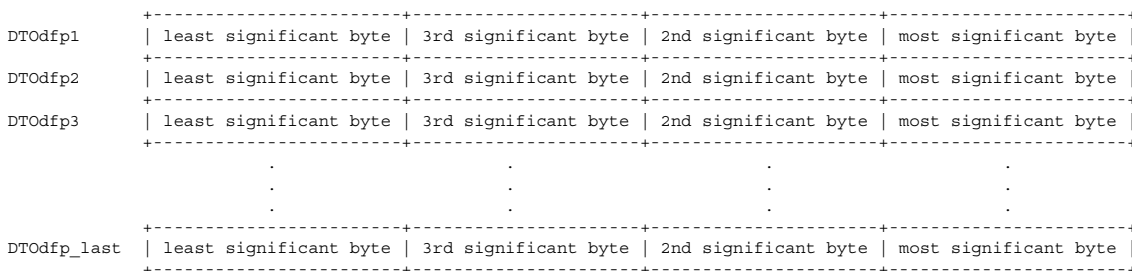 +------------------------+----------------------+----------------------+-----------------------+
DTOdfp1 | least significant byte | 3rd significant byte | 2nd significant byte | most significant byte |
+------------------------+----------------------+----------------------+-----------------------+
DTOdfp2 | least significant byte | 3rd significant byte | 2nd significant byte | most significant byte |
+------------------------+----------------------+----------------------+-----------------------+
DTOdfp3 | least significant byte | 3rd significant byte | 2nd significant byte | most significant byte |
+------------------------+----------------------+----------------------+-----------------------+
. . . .
. . . .
. . . .
+------------------------+----------------------+----------------------+-----------------------+
DTOdfp_last | least significant byte | 3rd significant byte | 2nd significant byte | most significant byte |
+------------------------+----------------------+----------------------+-----------------------+